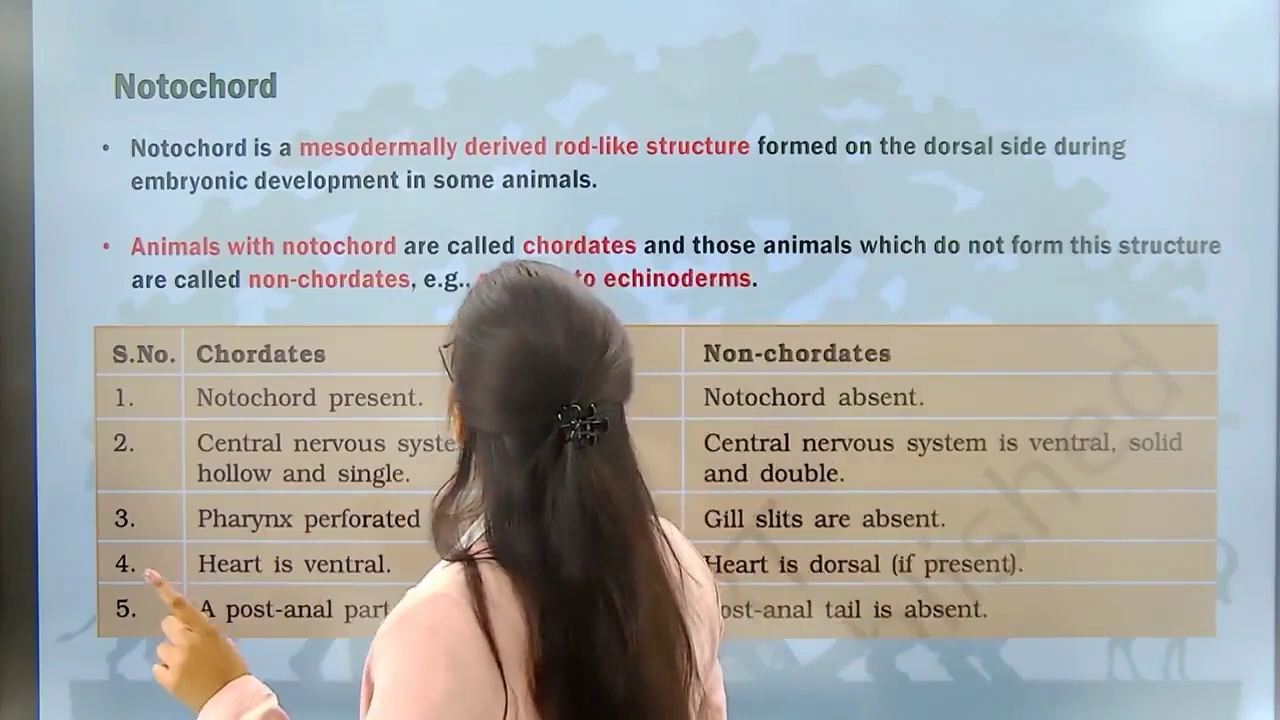 Notochord
• Notochord is a mesodermally derived rod-like structure formed on the dorsal side during
embryonic development in some animals.
• Animals with notochord are called chordates and those animals which do not form this structure
are called non-chordates, e.g., to echinoderms.
S.No. Chordates Non-chordates
1. Notochord present. Notochord absent.
2. Central nervous Central nervous system is ventral, solid
hollow and single. and double.
3. Pharynx perforated Gill slits are absent.
4. Heart is ventral. Heart is dorsal (if present).
5. A post-anal tail is absent.